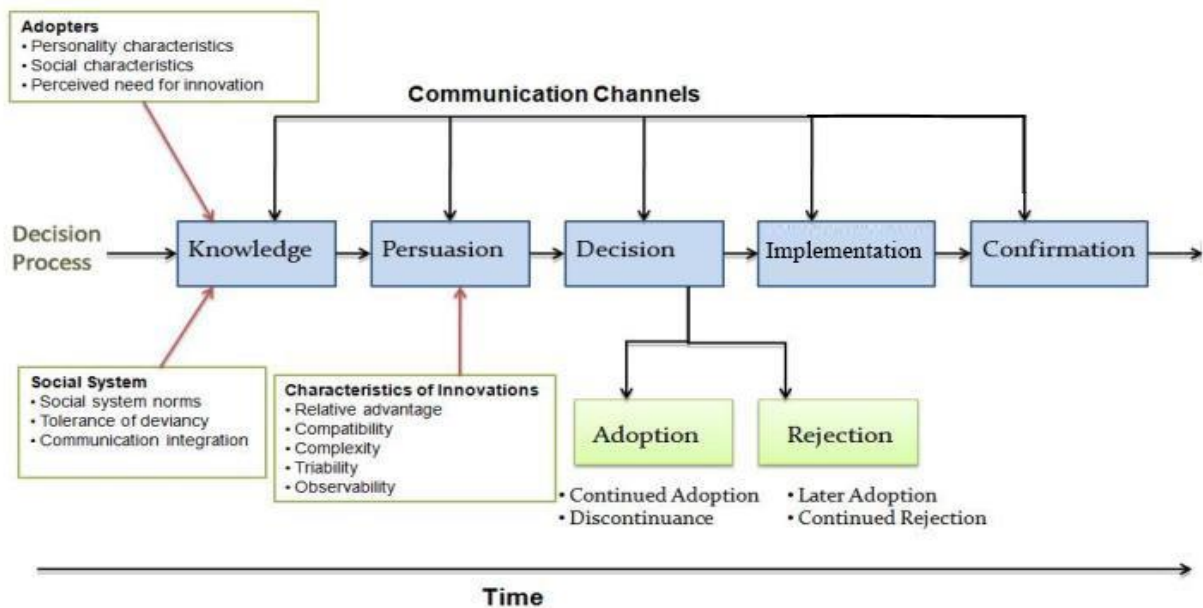 Adopters
• Personality characteristics
• Social characteristics
• Perceived need for innovation
Communication Channels
Decision
Process
Knowledge
Persuasion
Decision
Implementation
Confirmation
Social System
• Social system norms
• Tolerance of deviancy
• Communication integration
Characteristics of Innovations
• Relative advantage
• Compatibility
• Complexity
• Triability
• Observability
Adoption
Rejection
• Continued Adoption
• Discontinuance
• Later Adoption
• Continued Rejection
Time